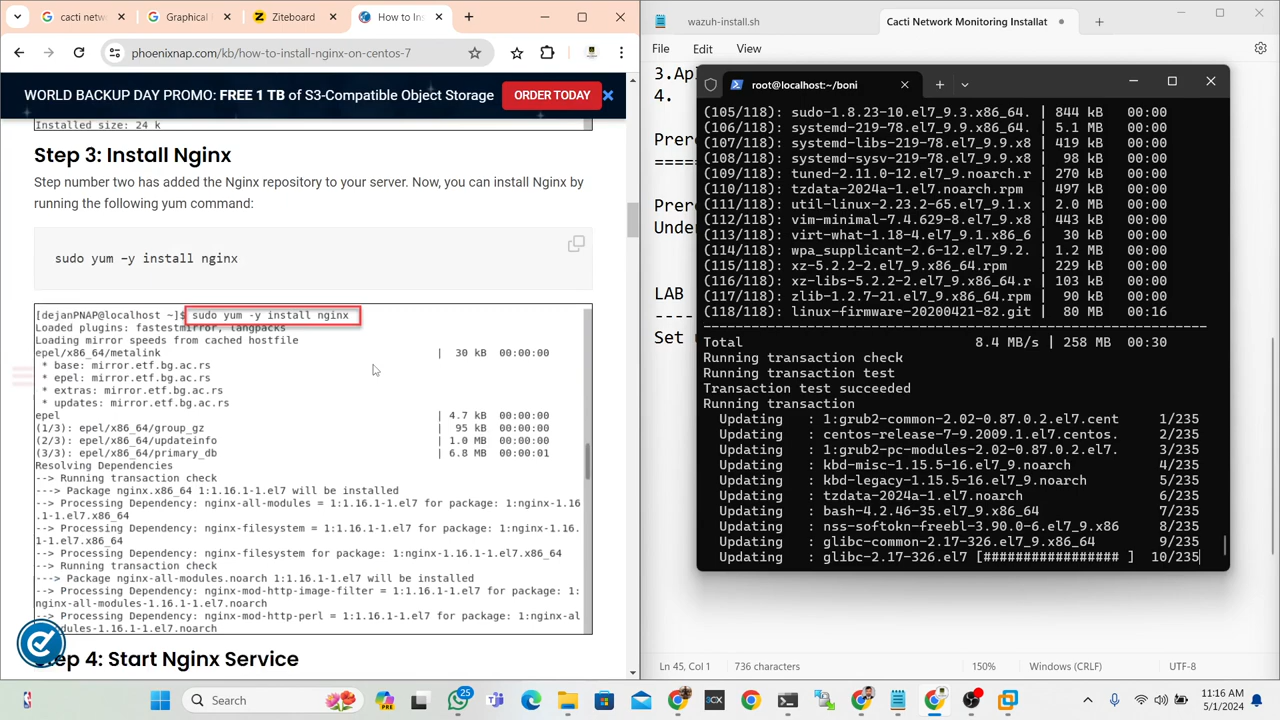 cacti netw
Graphical
Ziteboard
How to In
phoenixnap.com/kb/how-to-install-nginx-on-centos-7
WORLD BACKUP DAY PROMO: FREE 1 TB of S3-Compatible Object Storage
ORDER TODAY
Installed size: 24 k
Step 3: Install Nginx
Step number two has added the Nginx repository to your server. Now, you can install Nginx by
running the following yum command:
sudo yum –y install nginx
[dejanPNAP@localhost ~]$ sudo yum -y install nginx
Loaded plugins: fastestmirror, langpacks
Loading mirror speeds from cached hostfile
epel/x86_64/metalink | 30 kB 00:00:00
* base: mirror.etf.bg.ac.rs
* epel: mirror.etf.bg.ac.rs
* extras: mirror.etf.bg.ac.rs
* updates: mirror.etf.bg.ac.rs
epel | 4.7 kB 00:00:00
(1/3): epel/x86_64/group_gz | 95 kB 00:00:00
(2/3): epel/x86_64/updateinfo | 1.0 MB 00:00:00
(3/3): epel/x86_64/primary_db | 6.8 MB 00:00:01
Resolving Dependencies
--> Running transaction check
---> Package nginx.x86_64 1:1.16.1-1.el7 will be installed
--> Processing Dependency: nginx-all-modules = 1:1.16.1-1.el7 for package: 1:nginx-1.16
.1-1.el7.x86_64
--> Processing Dependency: nginx-filesystem = 1:1.16.1-1.el7 for package: 1:nginx-1.16.
1-1.el7.x86_64
--> Processing Dependency: nginx-filesystem for package: 1:nginx-1.16.1-1.el7.x86_64
--> Running transaction check
---> Package nginx-all-modules.noarch 1:1.16.1-1.el7 will be installed
--> Processing Dependency: nginx-mod-http-image-filter = 1:1.16.1-1.el7 for package: 1:
nginx-all-modules-1.16.1-1.el7.noarch
--> Processing Dependency: nginx-mod-http-perl = 1:1.16.1-1.el7 for package: 1:nginx-al
dules-1.16.1-1.el7.noarch
tep 4: Start Nginx Service
wazuh-install.sh
Cacti Network Monitoring Installat
File Edit View
3.Ap
4.
Prer
=====
Prer
Unde
LAB
----
Set
root@localhost:~/boni
(105/118): sudo-1.8.23-10.el7_9.3.x86_64. | 844 kB 00:00
(106/118): systemd-219-78.el7_9.9.x86_64. | 5.1 MB 00:00
(107/118): systemd-libs-219-78.el7_9.9.x8 | 419 kB 00:00
(108/118): systemd-sysv-219-78.el7_9.9.x8 | 98 kB 00:00
(109/118): tuned-2.11.0-12.el7_9.noarch.r | 270 kB 00:00
(110/118): tzdata-2024a-1.el7.noarch.rpm | 497 kB 00:00
(111/118): util-linux-2.23.2-65.el7_9.1.x | 2.0 MB 00:00
(112/118): vim-minimal-7.4.629-8.el7_9.x8 | 443 kB 00:00
(113/118): virt-what-1.18-4.el7_9.1.x86_6 | 30 kB 00:00
(114/118): wpa_supplicant-2.6-12.el7_9.2. | 1.2 MB 00:00
(115/118): xz-5.2.2-2.el7_9.x86_64.rpm | 229 kB 00:00
(116/118): xz-libs-5.2.2-2.el7_9.x86_64.r | 103 kB 00:00
(117/118): zlib-1.2.7-21.el7_9.x86_64.rpm | 90 kB 00:00
(118/118): linux-firmware-20200421-82.git | 80 MB 00:16
Total 8.4 MB/s | 258 MB 00:30
Running transaction check
Running transaction test
Transaction test succeeded
Running transaction
Updating : 1:grub2-common-2.02-0.87.0.2.el7.cent 1/235
Updating : centos-release-7-9.2009.1.el7.centos. 2/235
Updating : 1:grub2-pc-modules-2.02-0.87.0.2.el7. 3/235
Updating : kbd-misc-1.15.5-16.el7_9.noarch 4/235
Updating : kbd-legacy-1.15.5-16.el7_9.noarch 5/235
Updating : tzdata-2024a-1.el7.noarch 6/235
Updating : bash-4.2.46-35.el7_9.x86_64 7/235
Updating : nss-softokn-freebl-3.90.0-6.el7_9.x86 8/235
Updating : glibc-common-2.17-326.el7_9.x86_64 9/235
Updating : glibc-2.17-326.el7 [################# ] 10/235
Ln 45, Col 1 736 characters 150% Windows (CRLF) UTF-8
Search
25
11:16 AM
5/1/2024